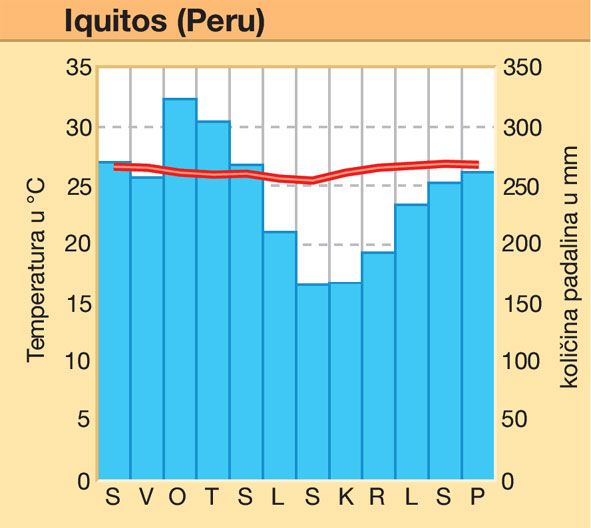 Iquitos (Peru)
35 350
30 300
25 250
20 200
15 150
10 100
5 50
0 0
Temperatura u °C
količina padalina u mm
S V O T S L S K R L S P